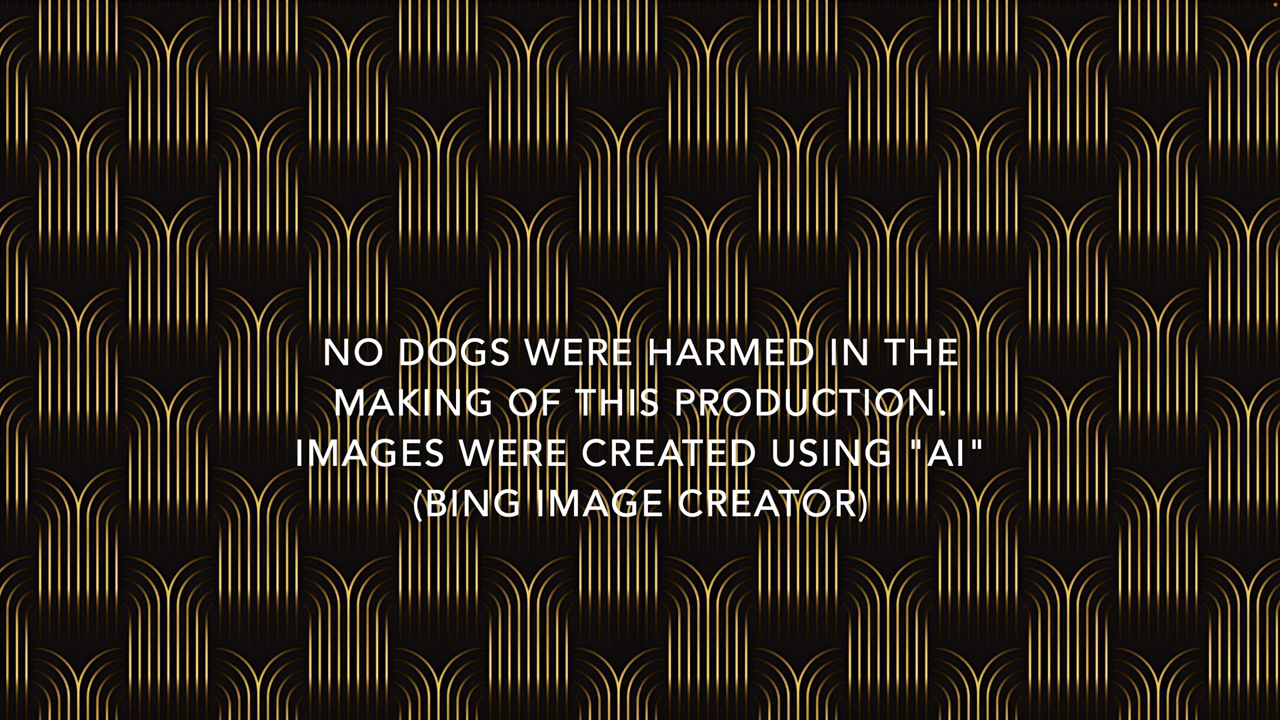 NO DOGS WERE HARMED IN THE
MAKING OF THIS PRODUCTION.
IMAGES WERE CREATED USING "AI"
(BING IMAGE CREATOR)